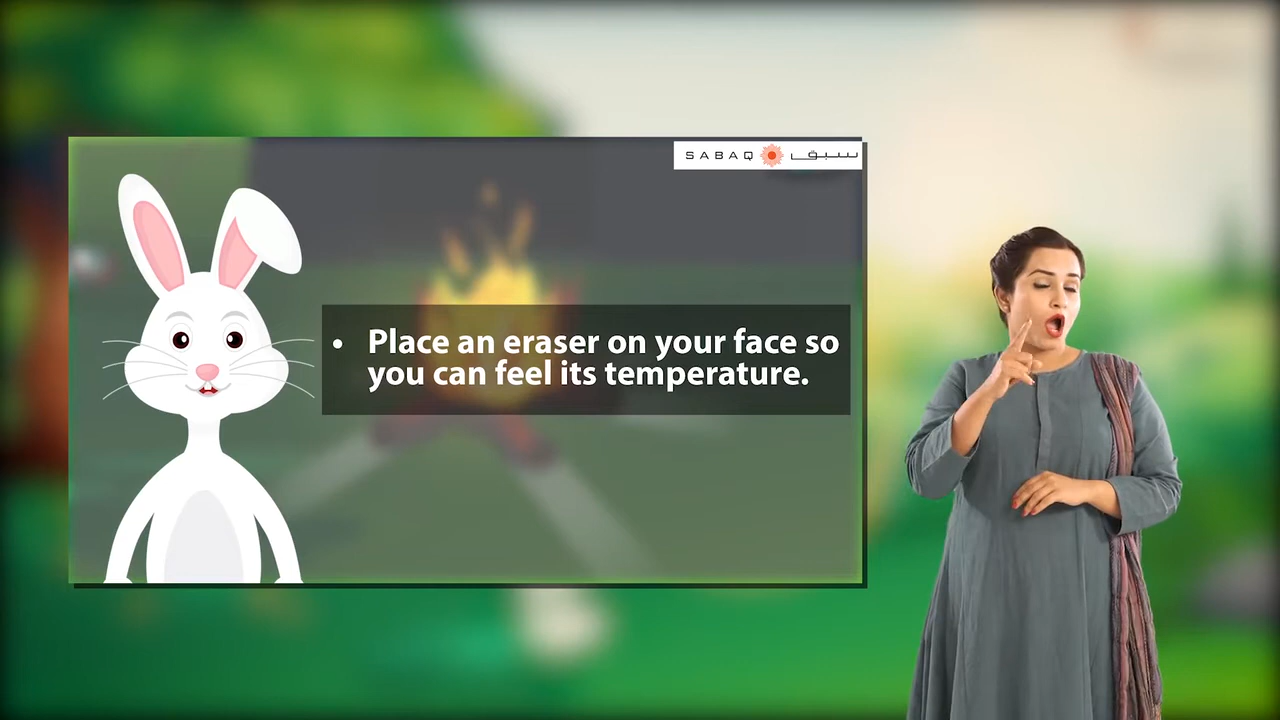 SABAQ سبق
• Place an eraser on your face so
you can feel its temperature.